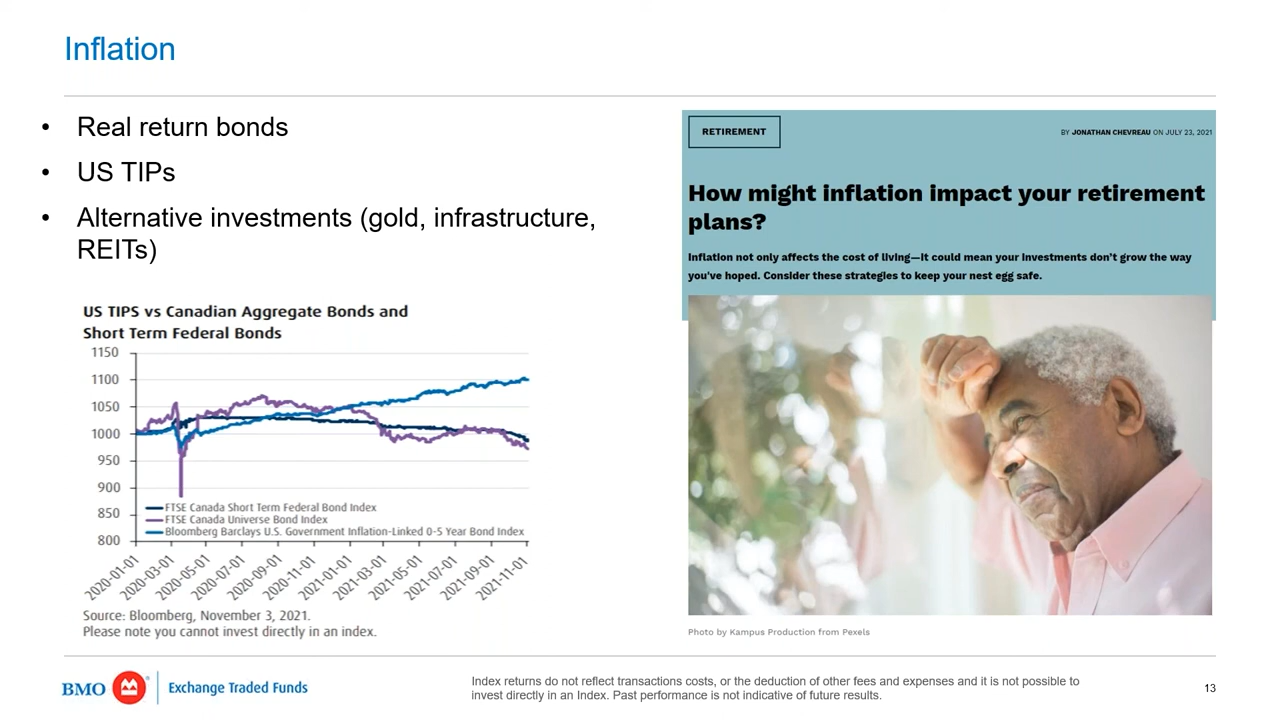 Inflation
• Real return bonds
• US TIPs
• Alternative investments (gold, infrastructure,
REITs)
US TIPS vs Canadian Aggregate Bonds and
Short Term Federal Bonds
1150
1100
1050
1000
950
900
850
800
FTSE Canada Short Term Federal Bond Index
FTSE Canada Universe Bond Index
Bloomberg Barclays U.S. Government Inflation-Linked 0-5 Year Bond Index
2020-01-01
2020-03-01
2020-05-01
2020-07-01
2020-09-01
2020-11-01
2021-01-01
2021-03-01
2021-05-01
2021-07-01
2021-09-01
2021-11-01
Source: Bloomberg, November 3, 2021.
Please note you cannot invest directly in an index.
RETIREMENT
BY JONATHAN CHEVREAU ON JULY 23, 2021
How might inflation impact your retirement
plans?
Inflation not only affects the cost of living—it could mean your investments don't grow the way
you've hoped. Consider these strategies to keep your nest egg safe.
Photo by Kampus Production from Pexels
BMO Exchange Traded Funds
Index returns do not reflect transactions costs, or the deduction of other fees and expenses and it is not possible to
invest directly in an Index. Past performance is not indicative of future results.
13